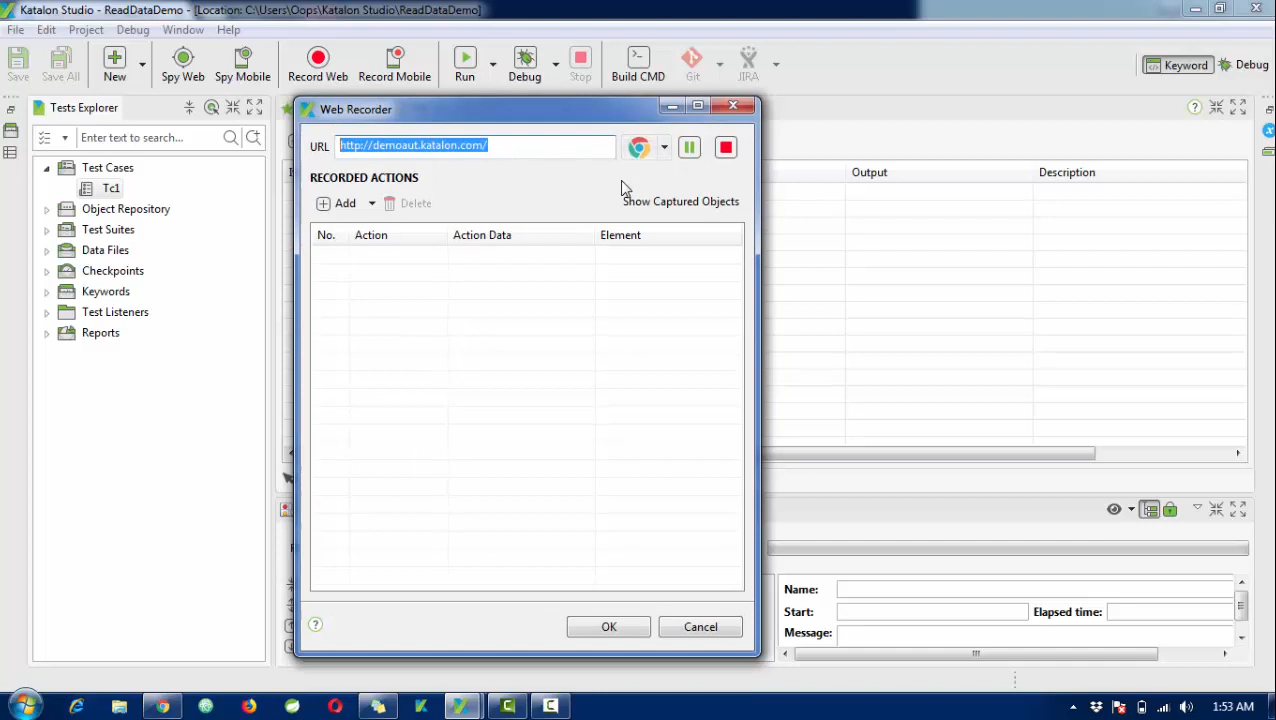 Katalon Studio - ReadDataDemo - [Location: C:\Users\Oops\Katalon Studio\ReadDataDemo]
File Edit Project Debug Window Help
Save Save All New Spy Web Spy Mobile Record Web Record Mobile Run Debug Stop Build CMD Git JIRA Keyword Debug
Tests Explorer
Enter text to search...
Test Cases
Tc1
Object Repository
Test Suites
Data Files
Checkpoints
Keywords
Test Listeners
Reports
Web Recorder
URL http://demoaut.katalon.com/
RECORDED ACTIONS
Add Delete Show Captured Objects
No. Action Action Data Element
OK Cancel
Output Description
Name:
Start: Elapsed time:
Message:
1:53 AM